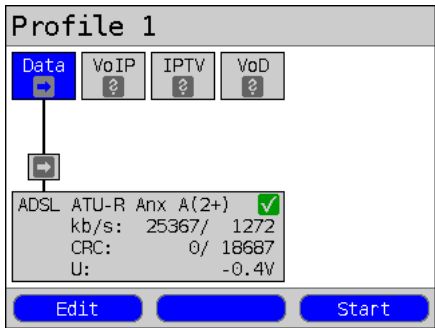 Profile 1
Data VoIP IPTV VoD
ADSL ATU-R Anx A(2+)
kb/s: 25367/ 1272
CRC: 0/ 18687
U: -0.4V
Edit Start